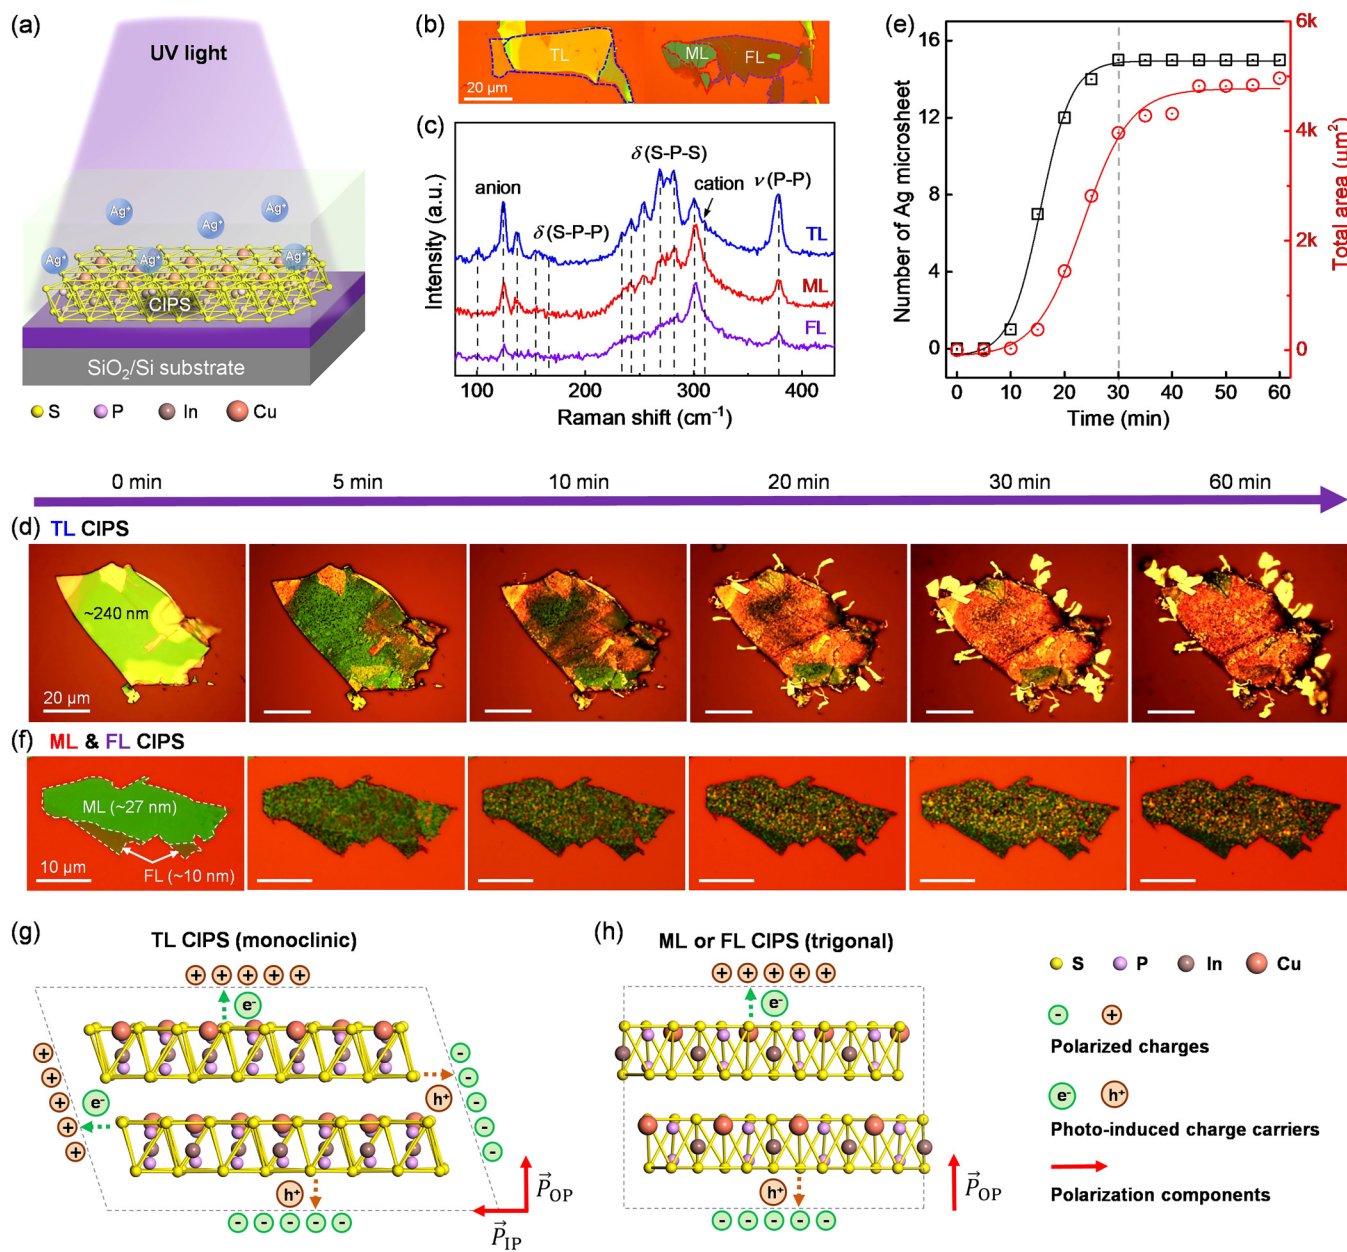 (a)
UV light
Ag⁺
Ag⁺
Ag⁺
Ag⁺
Ag⁺
Ag⁺
CIPS
SiO₂/Si substrate
S P In Cu
(b)
TL
ML
FL
20 µm
(c)
δ (S-P-S)
anion
cation
ν (P-P)
δ (S-P-P)
TL
ML
FL
Intensity (a.u.)
100 200 300 400
Raman shift (cm⁻¹)
(e)
16
12
8
4
0
Number of Ag microsheet
6k
4k
2k
0
Total area (µm²)
0 10 20 30 40 50 60
Time (min)
0 min 5 min 10 min 20 min 30 min 60 min
(d) TL CIPS
~240 nm
20 µm
(f) ML & FL CIPS
ML (~27 nm)
10 µm
FL (~10 nm)
(g)
TL CIPS (monoclinic)
+ + + + +
e⁻
+ + + + +
e⁻
- - - - -
h⁺
h⁺
- - - - -
P⃗OP
P⃗IP
(h)
ML or FL CIPS (trigonal)
+ + + + +
e⁻
h⁺
- - - - -
P⃗OP
S P In Cu
- +
Polarized charges
e⁻ h⁺
Photo-induced charge carriers
Polarization components